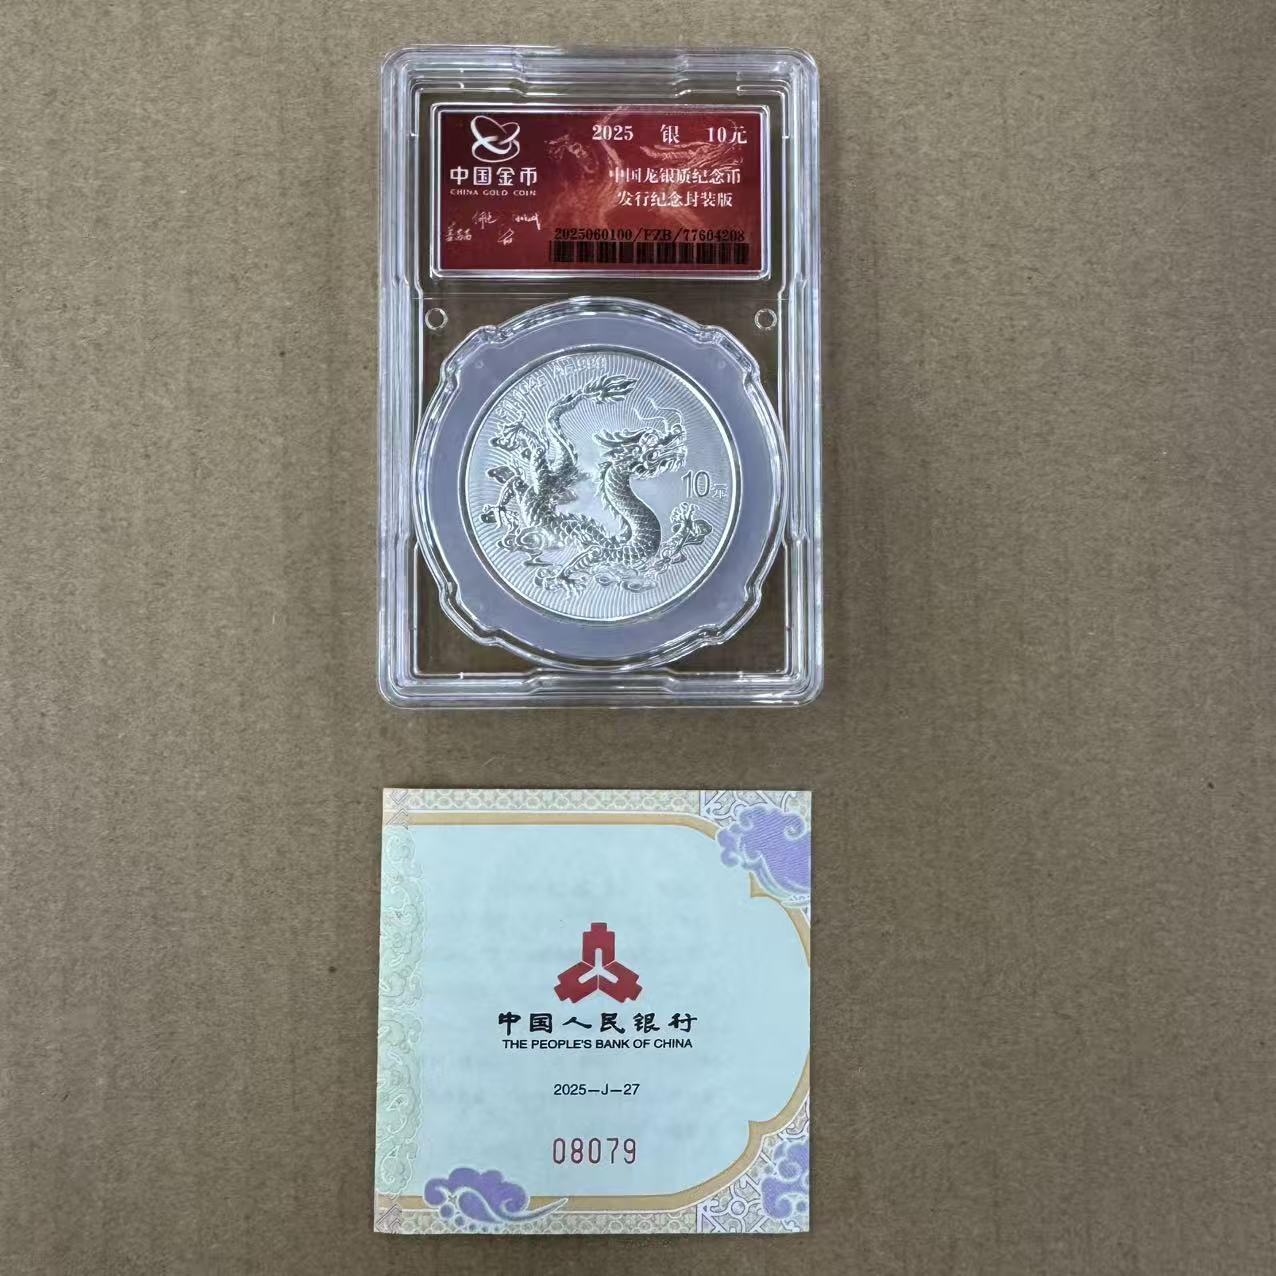 中国金币
CHINA GOLD COIN
2025 银 10元
中国龙银质纪念币
发行纪念封装版
2025060100/FZB/77604208
10元
中国人民银行
THE PEOPLE'S BANK OF CHINA
2025-J-27
08079